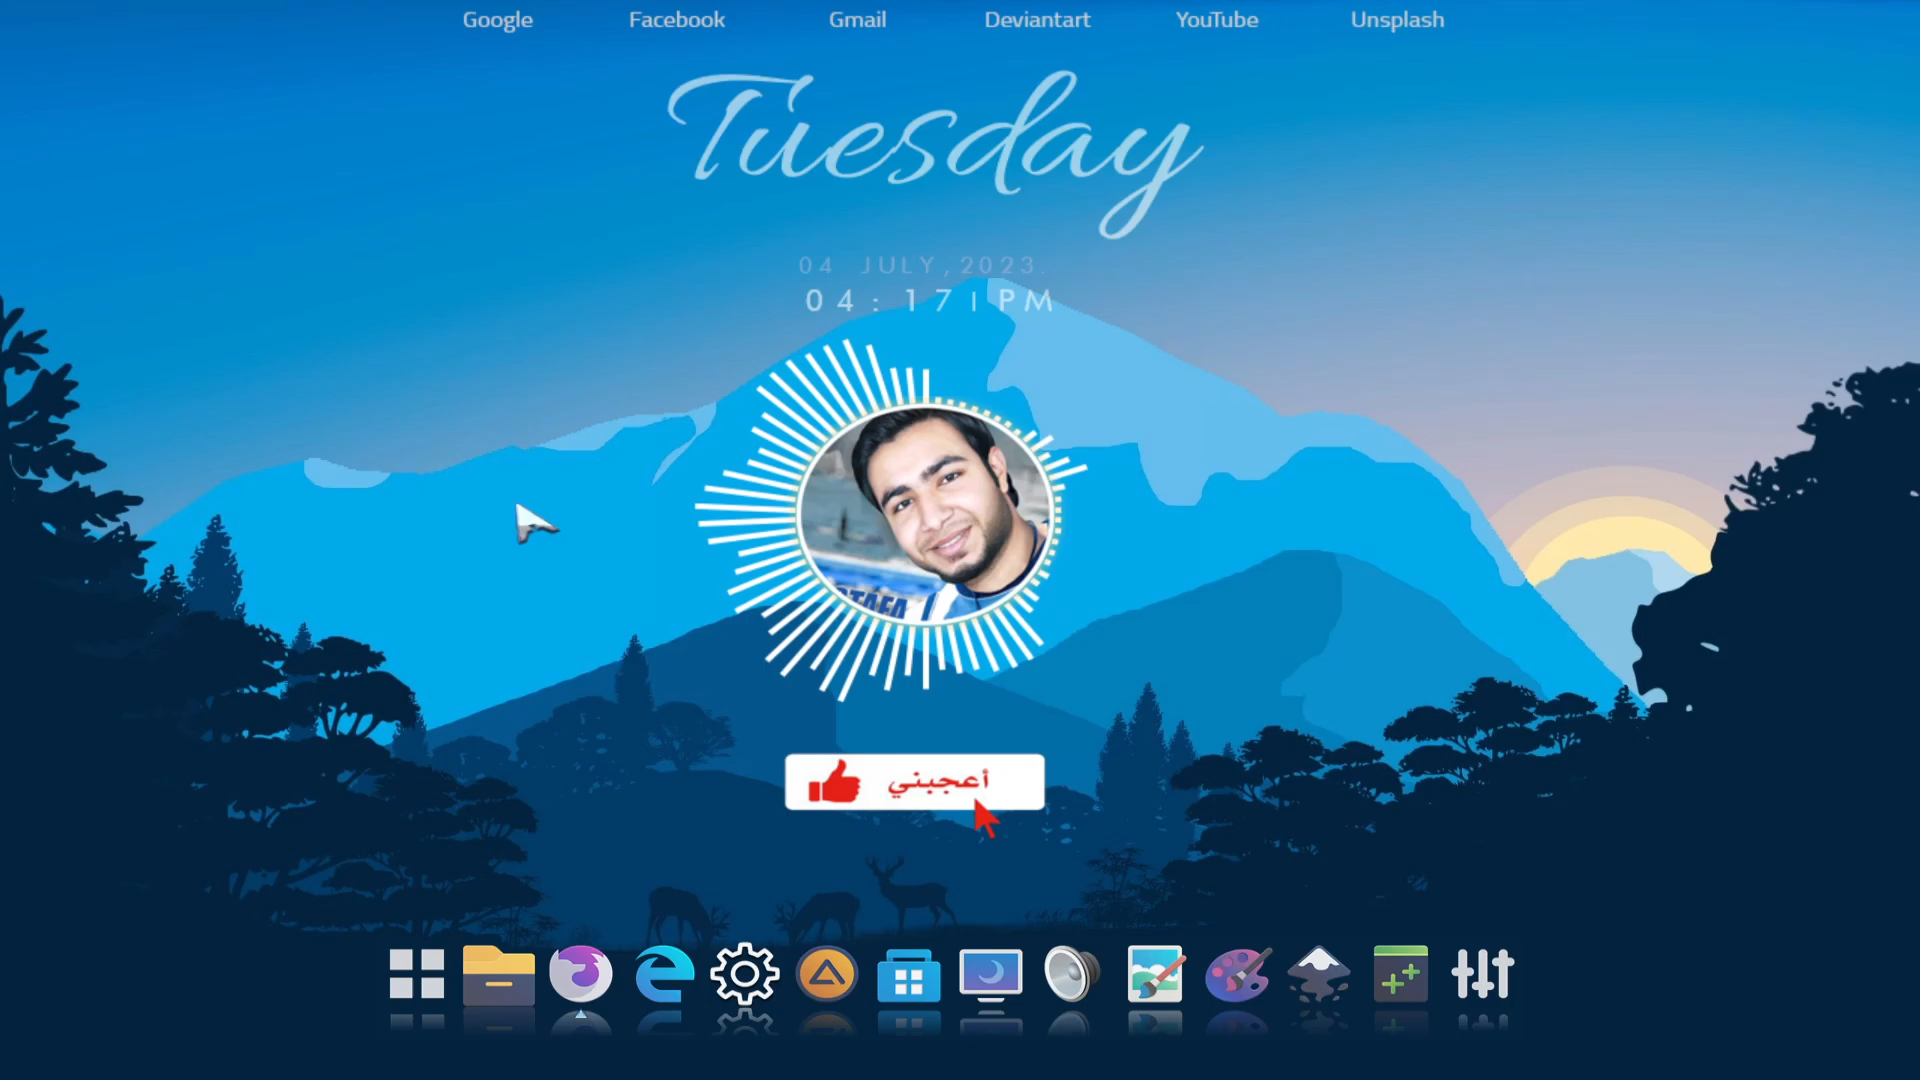 Google Facebook Gmail Deviantart YouTube Unsplash
Tuesday
04 JULY,2023.
04:17|PM
أعجبني